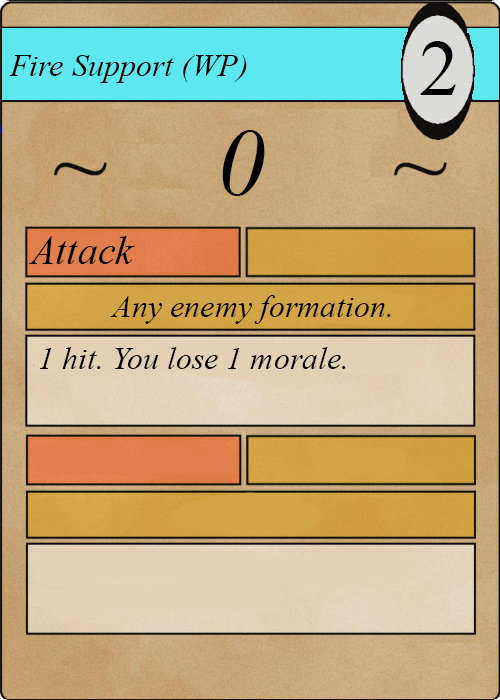 Fire Support (WP)
2
~ 0 ~
Attack
Any enemy formation.
1 hit. You lose 1 morale.